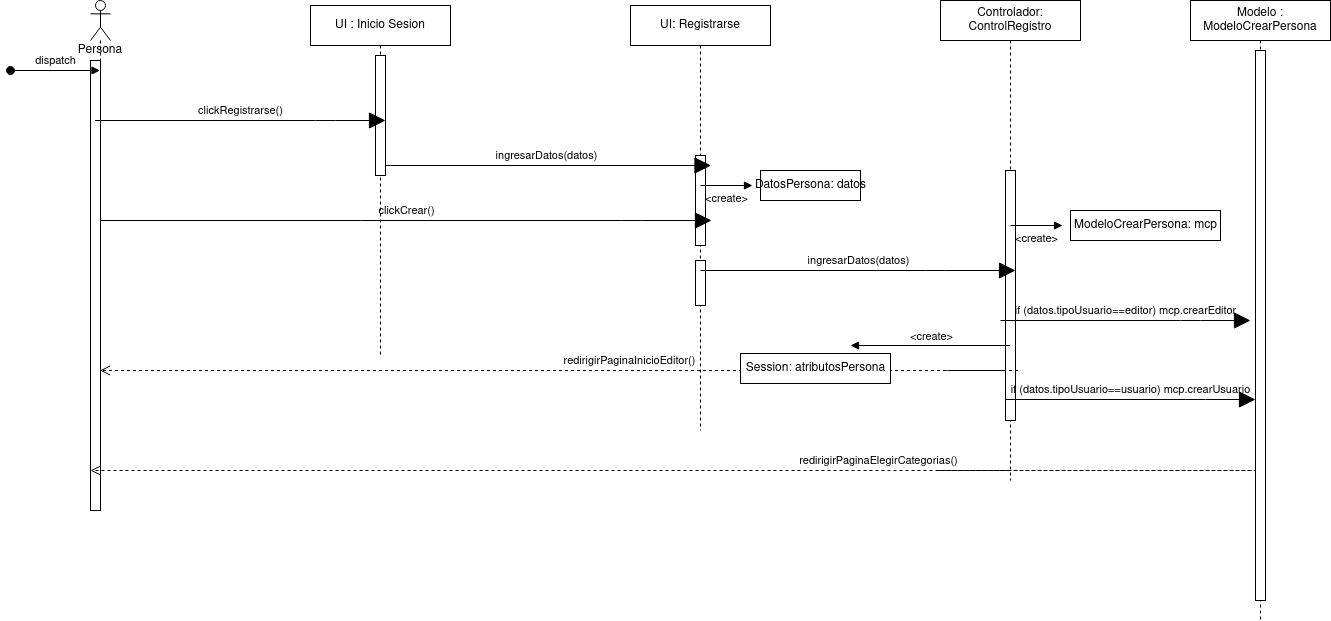 UI : Inicio Sesion
UI: Registrarse
Controlador:
ControlRegistro
Modelo :
ModeloCrearPersona
Persona
dispatch
clickRegistrarse()
ingresarDatos(datos)
DatosPersona: datos
<create>
clickCrear()
ModeloCrearPersona: mcp
<create>
ingresarDatos(datos)
if (datos.tipoUsuario==editor) mcp.crearEditor
<create>
redirigirPaginaInicioEditor()
Session: atributosPersona
if (datos.tipoUsuario==usuario) mcp.crearUsuario
redirigirPaginaElegirCategorias()